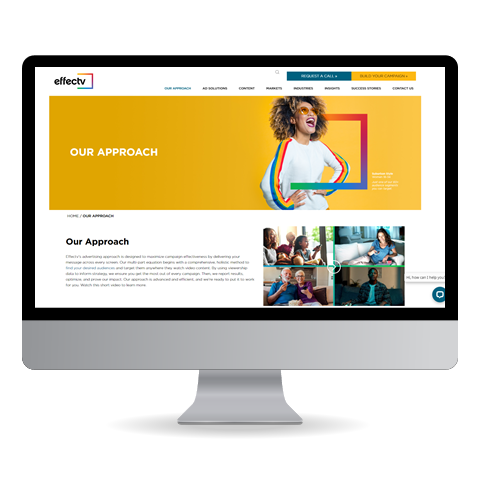 effectv
REQUEST A CALL
BUILD YOUR CAMPAIGN
OUR APPROACH
AD SOLUTIONS
CONTENT
MARKETS
INDUSTRIES
INSIGHTS
SUCCESS STORIES
CONTACT US
OUR APPROACH
HOME / OUR APPROACH
Our Approach
Effectv's advertising approach is designed to maximize campaign effectiveness by delivering your
message across every screen. Our multi-part equation begins with a comprehensive, holistic method to
find your desired audiences and target them anywhere they watch video content. By using viewership
data to inform strategy, we ensure you get the most out of every campaign. Then, we report results,
optimize, and prove our impact. Our approach is advanced and efficient, and we're ready to put it to work
for you. Watch this short video to learn more.
Hi, how can I help you?